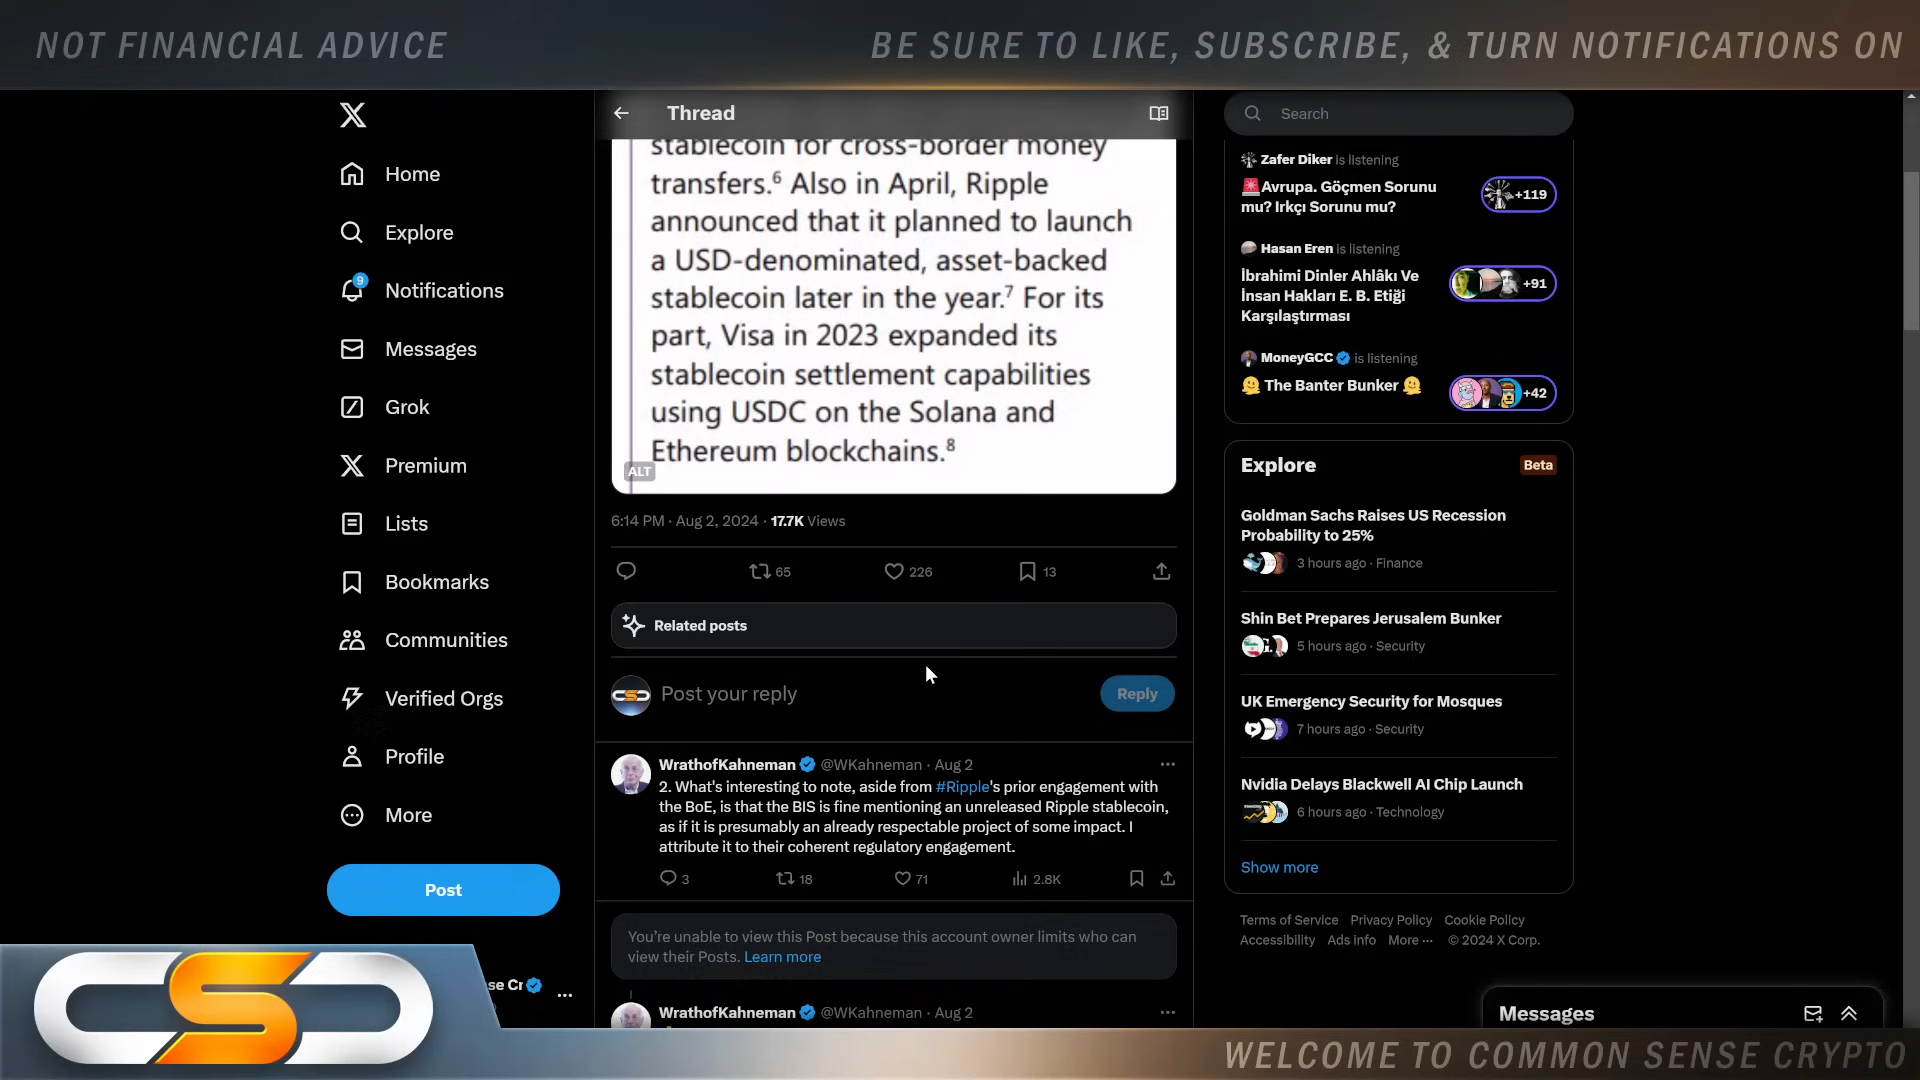 NOT FINANCIAL ADVICE
BE SURE TO LIKE, SUBSCRIBE, & TURN NOTIFICATIONS ON
Home
Explore
9
Notifications
Messages
Grok
Premium
Lists
Bookmarks
Communities
Verified Orgs
Profile
More
Post
se Cr
Thread
stablecoin for cross-border money
transfers.⁶ Also in April, Ripple
announced that it planned to launch
a USD-denominated, asset-backed
stablecoin later in the year.⁷ For its
part, Visa in 2023 expanded its
stablecoin settlement capabilities
using USDC on the Solana and
Ethereum blockchains.⁸
ALT
6:14 PM · Aug 2, 2024 · 17.7K Views
65 226 13
Related posts
Post your reply
Reply
WrathofKahneman @WKahneman · Aug 2
2. What's interesting to note, aside from #Ripple's prior engagement with
the BoE, is that the BIS is fine mentioning an unreleased Ripple stablecoin,
as if it is presumably an already respectable project of some impact. I
attribute it to their coherent regulatory engagement.
3 18 71 2.8K
You're unable to view this Post because this account owner limits who can
view their Posts. Learn more
WrathofKahneman @WKahneman · Aug 2
Search
Zafer Diker is listening
🚨Avrupa. Göçmen Sorunu
mu? Irkçı Sorunu mu?
+119
Hasan Eren is listening
İbrahimi Dinler Ahlâkı Ve
İnsan Hakları E. B. Etiği
Karşılaştırması
+91
MoneyGCC is listening
🫠 The Banter Bunker 🫠
+42
Explore
Beta
Goldman Sachs Raises US Recession
Probability to 25%
3 hours ago · Finance
Shin Bet Prepares Jerusalem Bunker
5 hours ago · Security
UK Emergency Security for Mosques
7 hours ago · Security
Nvidia Delays Blackwell AI Chip Launch
6 hours ago · Technology
Show more
Terms of Service Privacy Policy Cookie Policy
Accessibility Ads info More ··· © 2024 X Corp.
Messages
CSC
WELCOME TO COMMON SENSE CRYPTO